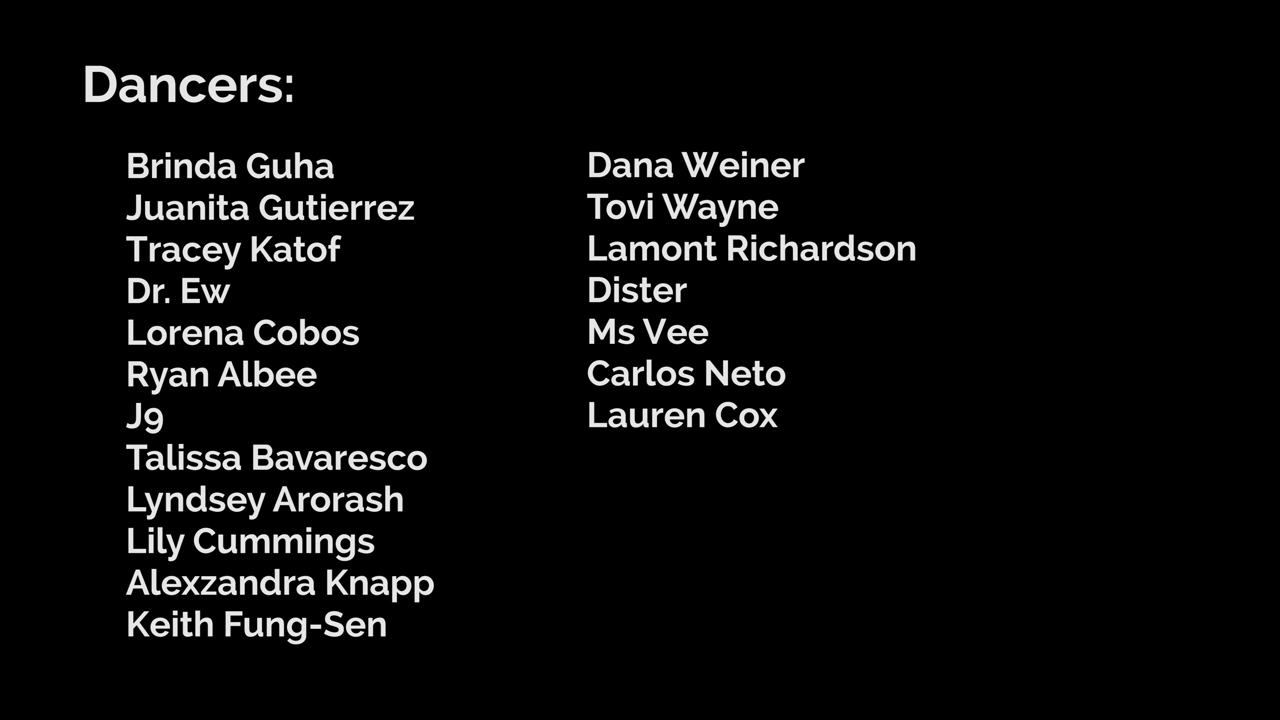 Dancers:
Brinda Guha
Juanita Gutierrez
Tracey Katof
Dr. Ew
Lorena Cobos
Ryan Albee
J9
Talissa Bavaresco
Lyndsey Arorash
Lily Cummings
Alexzandra Knapp
Keith Fung-Sen
Dana Weiner
Tovi Wayne
Lamont Richardson
Dister
Ms Vee
Carlos Neto
Lauren Cox